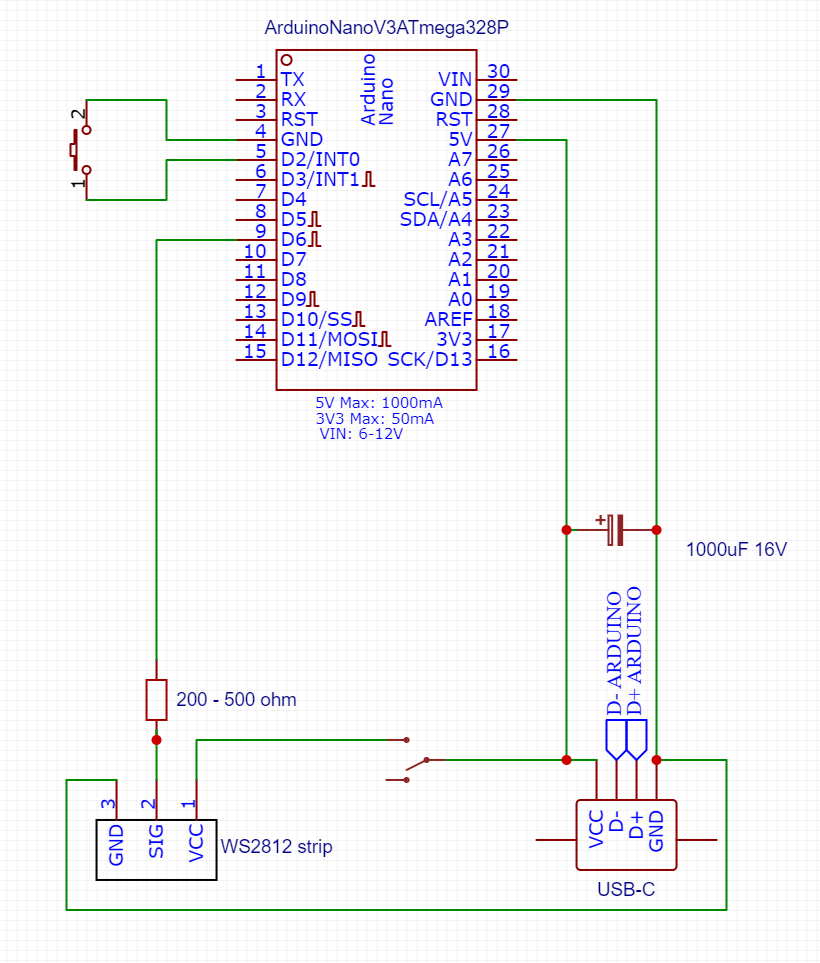 ArduinoNanoV3ATmega328P
Arduino
Nano
1 TX VIN 30
2 RX GND 29
3 RST RST 28
4 GND 5V 27
5 D2/INT0 A7 26
6 D3/INT1 A6 25
7 D4 SCL/A5 24
8 D5 SDA/A4 23
9 D6 A3 22
10 D7 A2 21
11 D8 A1 20
12 D9 A0 19
13 D10/SS AREF 18
14 D11/MOSI 3V3 17
15 D12/MISO SCK/D13 16
5V Max: 1000mA
3V3 Max: 50mA
VIN: 6-12V
2
1
+
1000uF 16V
D- ARDUINO
D+ ARDUINO
200 - 500 ohm
3 2 1
GND SIG VCC
WS2812 strip
VCC D- D+ GND
USB-C